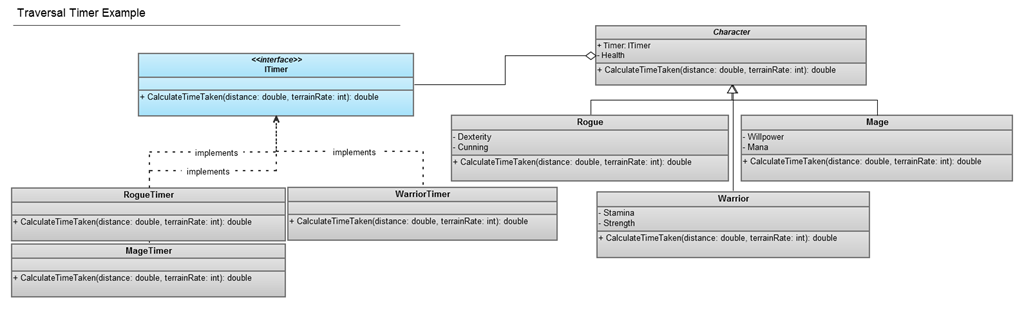 Traversal Timer Example
<<interface>>
ITimer
+ CalculateTimeTaken(distance: double, terrainRate: int): double
Character
+ Timer: ITimer
- Health
+ CalculateTimeTaken(distance: double, terrainRate: int): double
Rogue
- Dexterity
- Cunning
+ CalculateTimeTaken(distance: double, terrainRate: int): double
Mage
- Willpower
- Mana
+ CalculateTimeTaken(distance: double, terrainRate: int): double
implements
implements
implements
RogueTimer
+ CalculateTimeTaken(distance: double, terrainRate: int): double
WarriorTimer
+ CalculateTimeTaken(distance: double, terrainRate: int): double
Warrior
- Stamina
- Strength
+ CalculateTimeTaken(distance: double, terrainRate: int): double
MageTimer
+ CalculateTimeTaken(distance: double, terrainRate: int): double